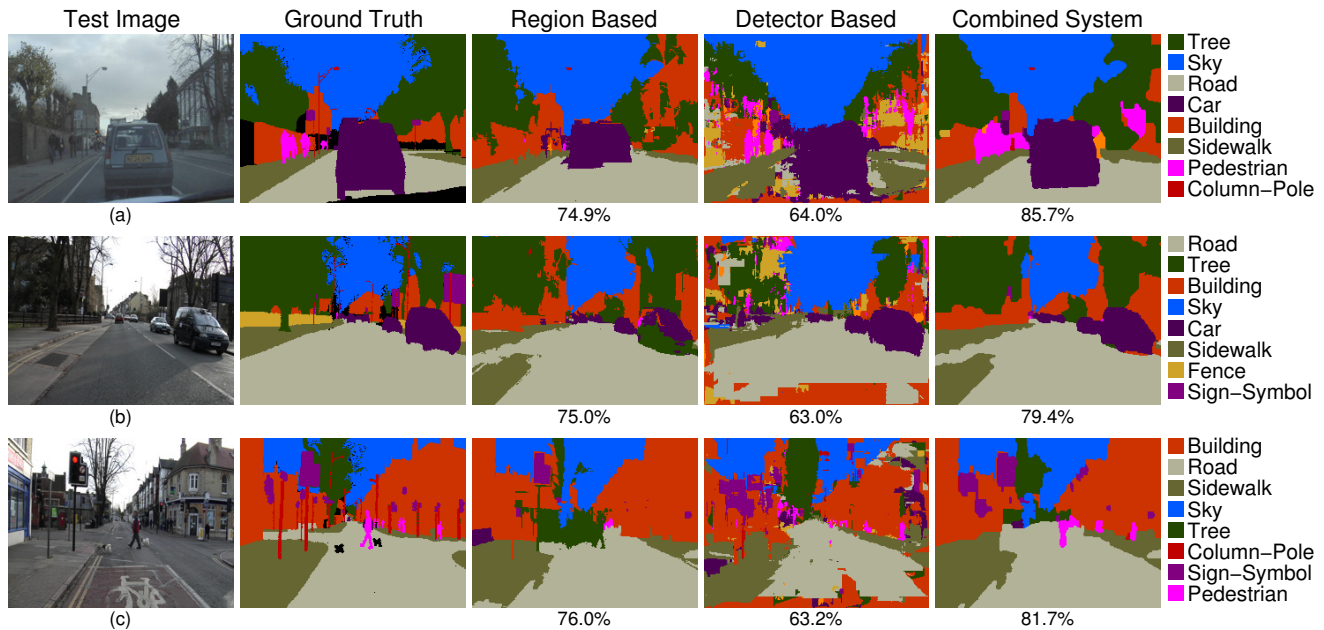 Test Image Ground Truth Region Based Detector Based Combined System
Tree
Sky
Road
Car
Building
Sidewalk
Pedestrian
Column-Pole
(a) 74.9% 64.0% 85.7%
Road
Tree
Building
Sky
Car
Sidewalk
Fence
Sign-Symbol
(b) 75.0% 63.0% 79.4%
Building
Road
Sidewalk
Sky
Tree
Column-Pole
Sign-Symbol
Pedestrian
(c) 76.0% 63.2% 81.7%